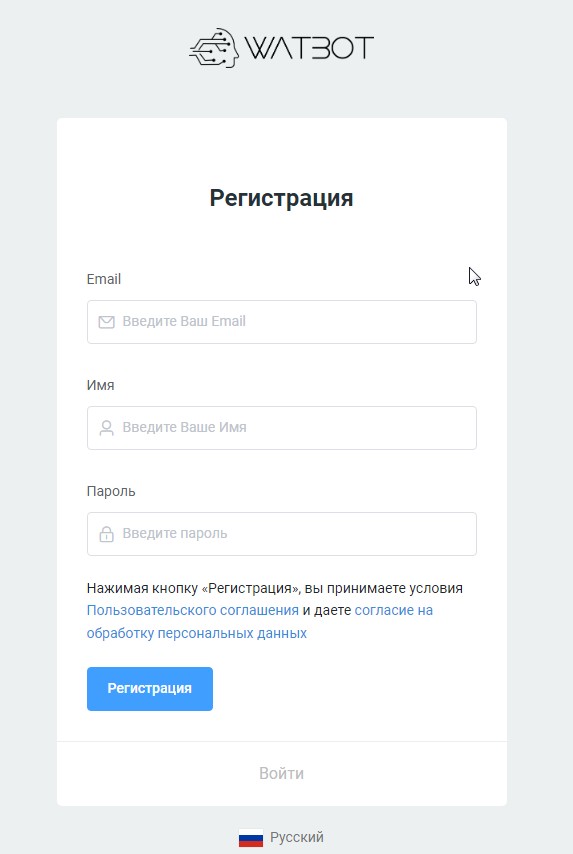 WATBOT
Регистрация
Email
Введите Ваш Email
Имя
Введите Ваше Имя
Пароль
Введите пароль
Нажимая кнопку «Регистрация», вы принимаете условия
Пользовательского соглашения и даете согласие на
обработку персональных данных
Регистрация
Войти
Русский